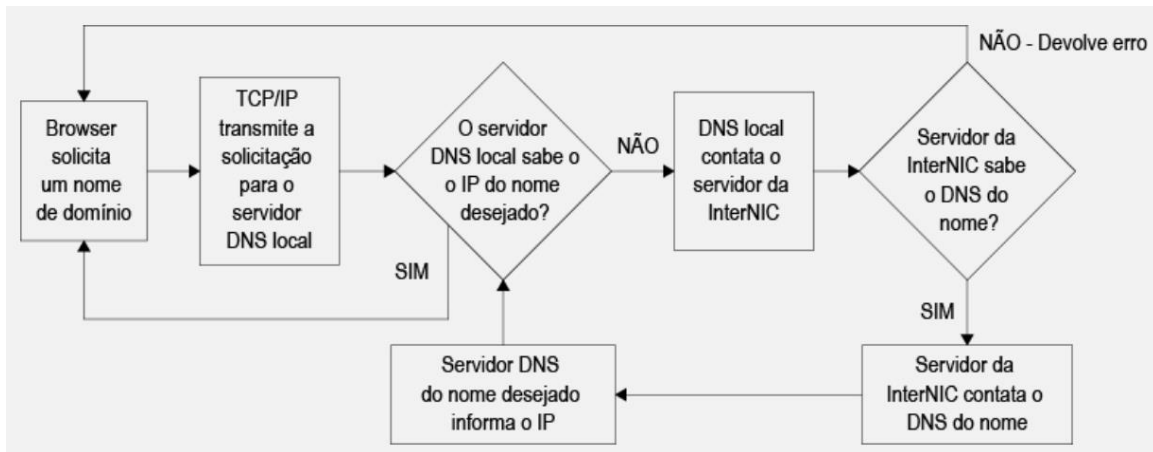 NÃO - Devolve erro
Browser
solicita
um nome
de domínio
TCP/IP
transmite a
solicitação
para o
servidor
DNS local
O servidor
DNS local sabe o
o IP do nome
desejado?
NÃO
DNS local
contata o
servidor da
InterNIC
Servidor da
InterNIC sabe
o DNS do
nome?
SIM
SIM
Servidor DNS
do nome desejado
informa o IP
Servidor da
InterNIC contata o
DNS do nome